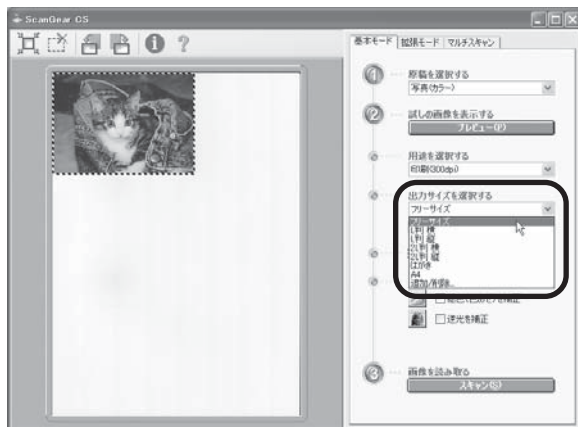 ScanGear CS
基本モード 拡張モード マルチスキャン
① 原稿を選択する
写真(カラー)
② 試しの画像を表示する
プレビュー(P)
用途を選択する
印刷(300dpi)
出力サイズを選択する
フリーサイズ
フリーサイズ
L判 横
L判 縦
2L判 横
2L判 縦
はがき
A4
追加/削除...
逆光を補正
③ 画像を読み取る
スキャン(S)